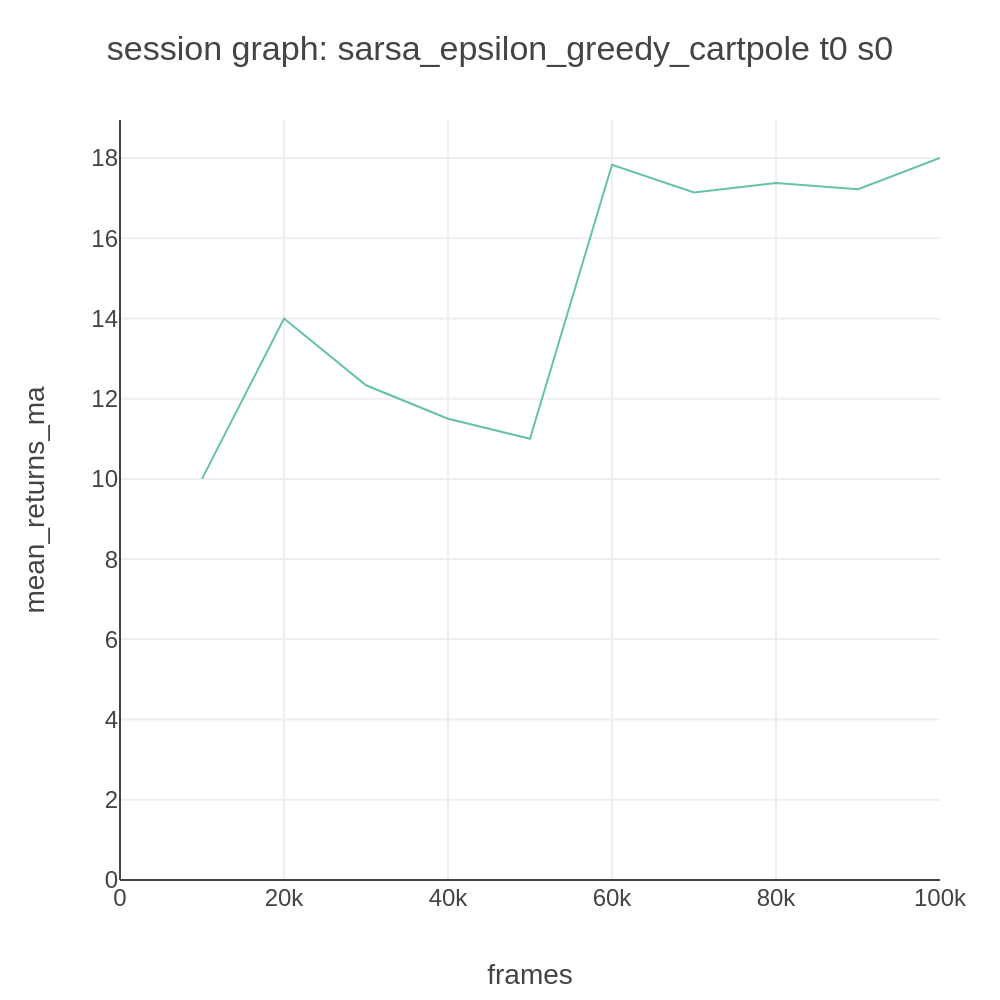 session graph: sarsa_epsilon_greedy_cartpole t0 s0
mean_returns_ma
18
16
14
12
10
8
6
4
2
0
0 20k 40k 60k 80k 100k
frames